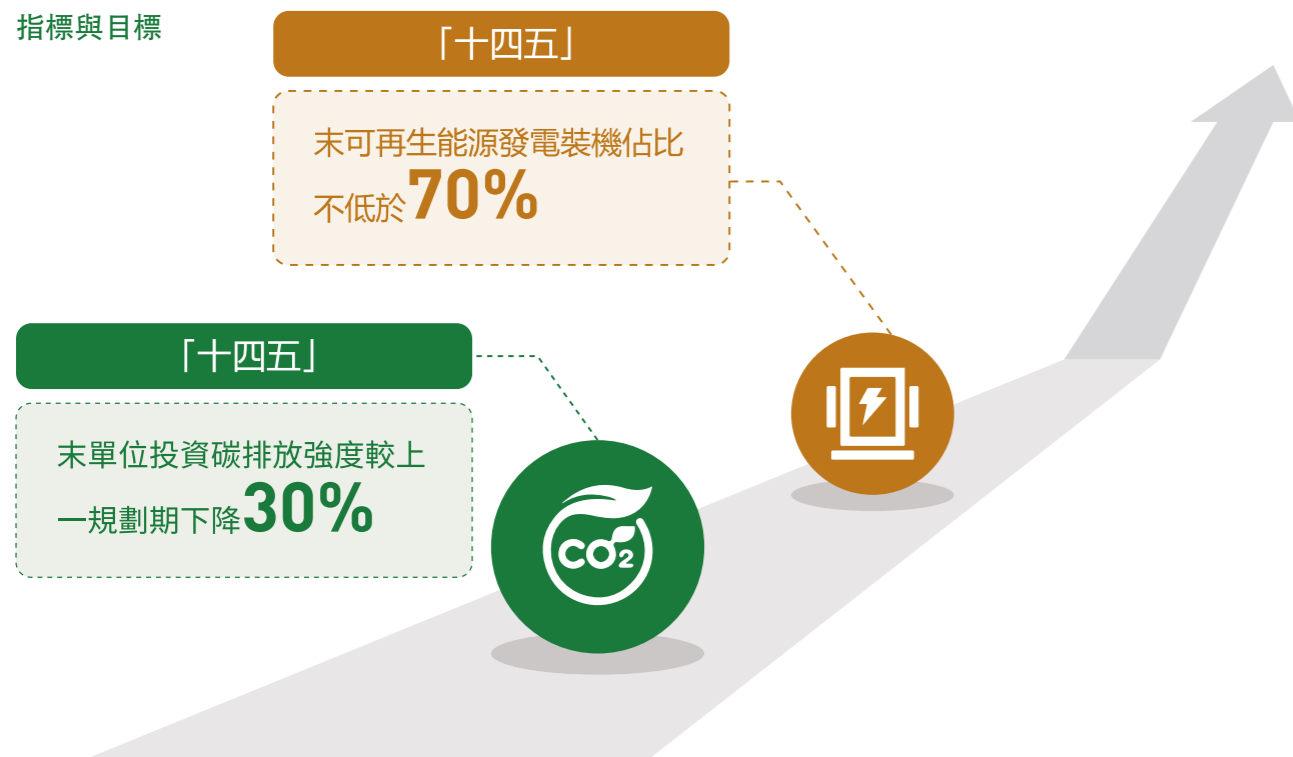 指標與目標
「十四五」
末可再生能源發電裝機佔比
不低於70%
「十四五」
末單位投資碳排放強度較上
一規劃期下降30%
CO2